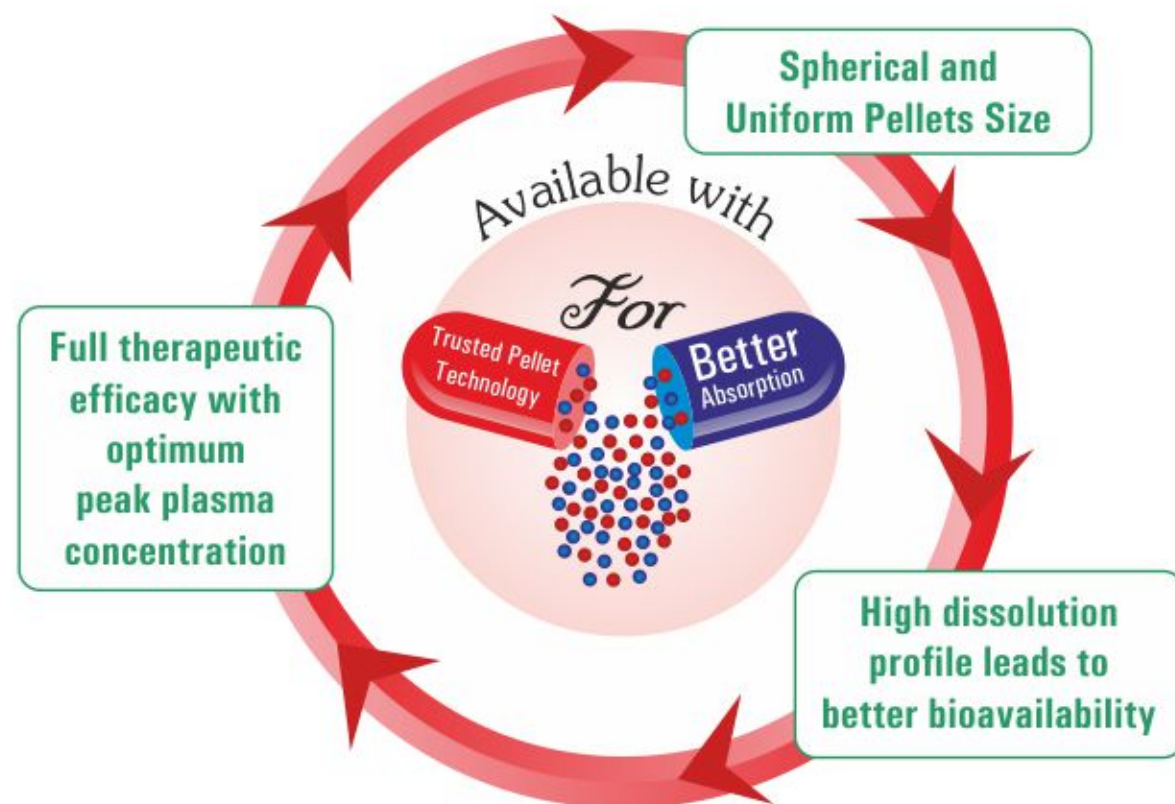 Spherical and
Uniform Pellets Size
Available with
For
Trusted Pellet
Technology
Better
Absorption
Full therapeutic
efficacy with
optimum
peak plasma
concentration
High dissolution
profile leads to
better bioavailability